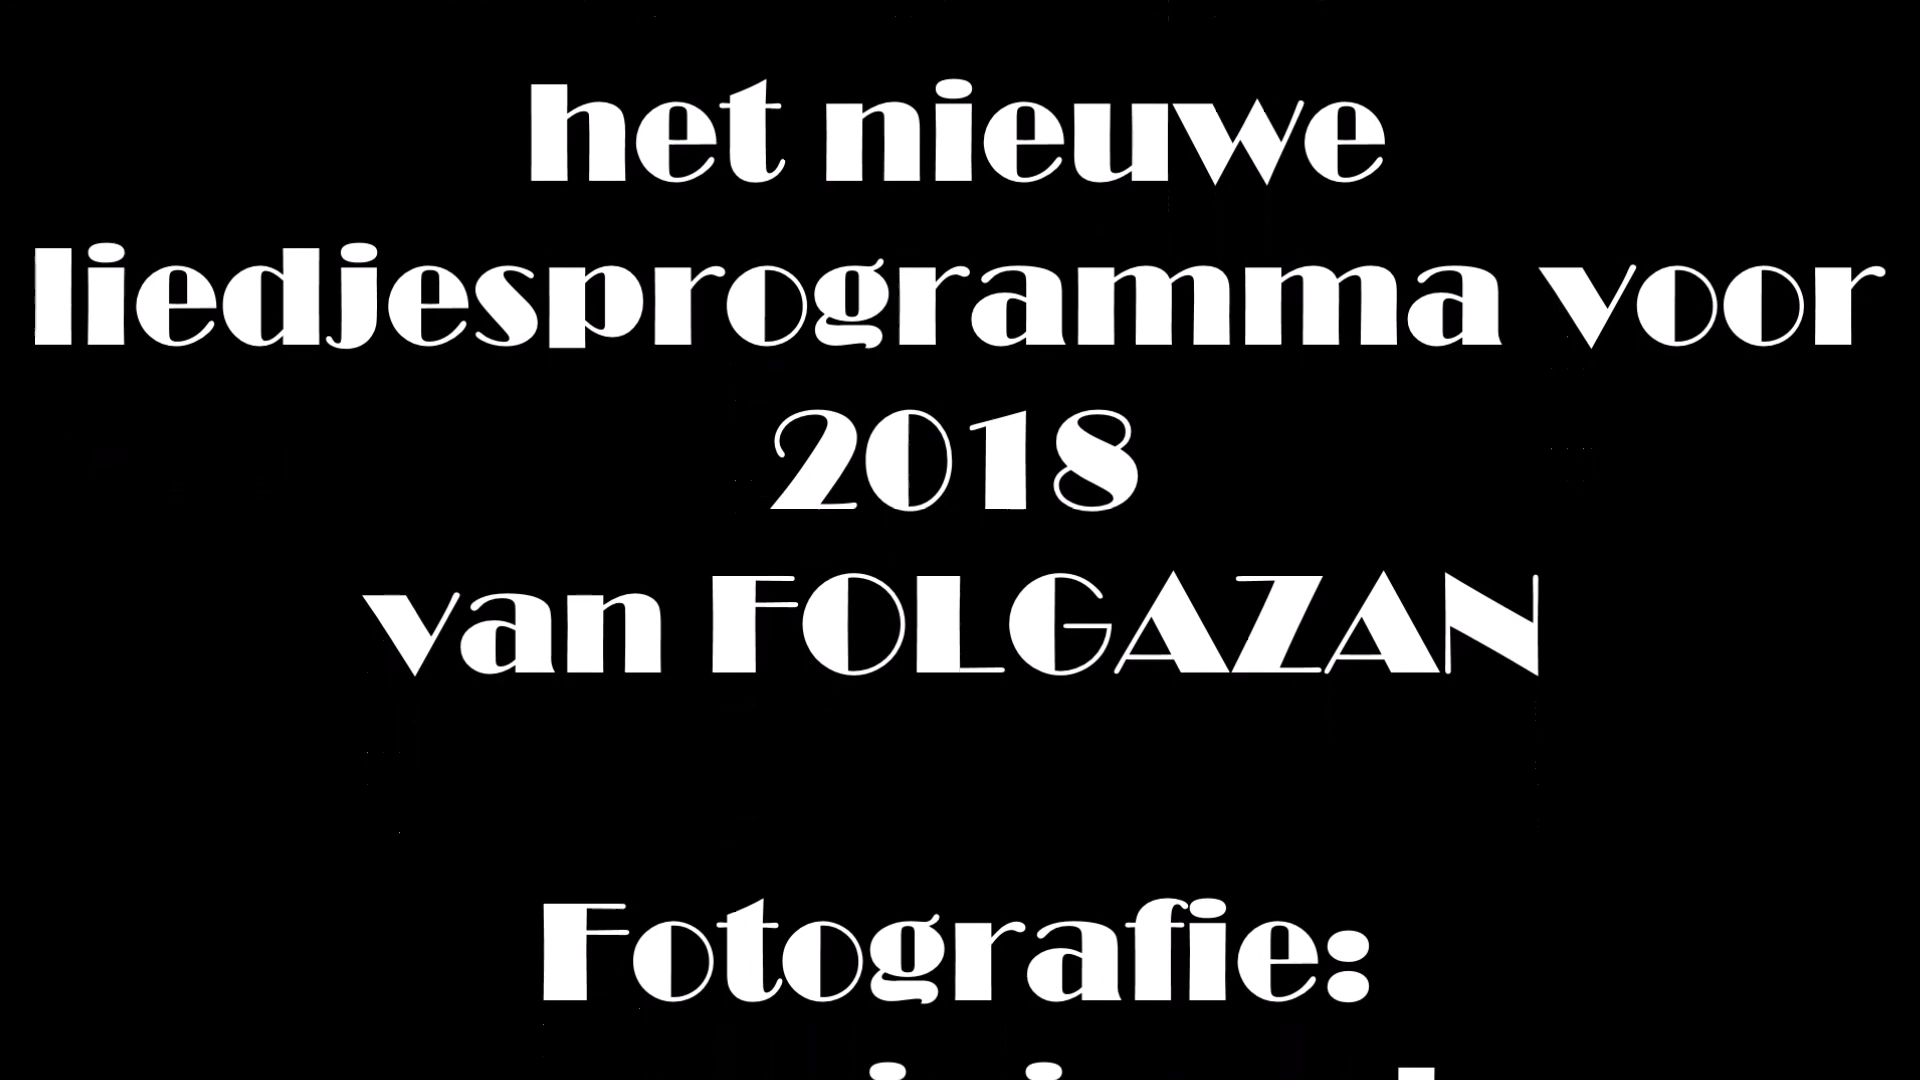 het nieuwe
liedjesprogramma voor
2018
van FOLGAZAN
Fotografie: